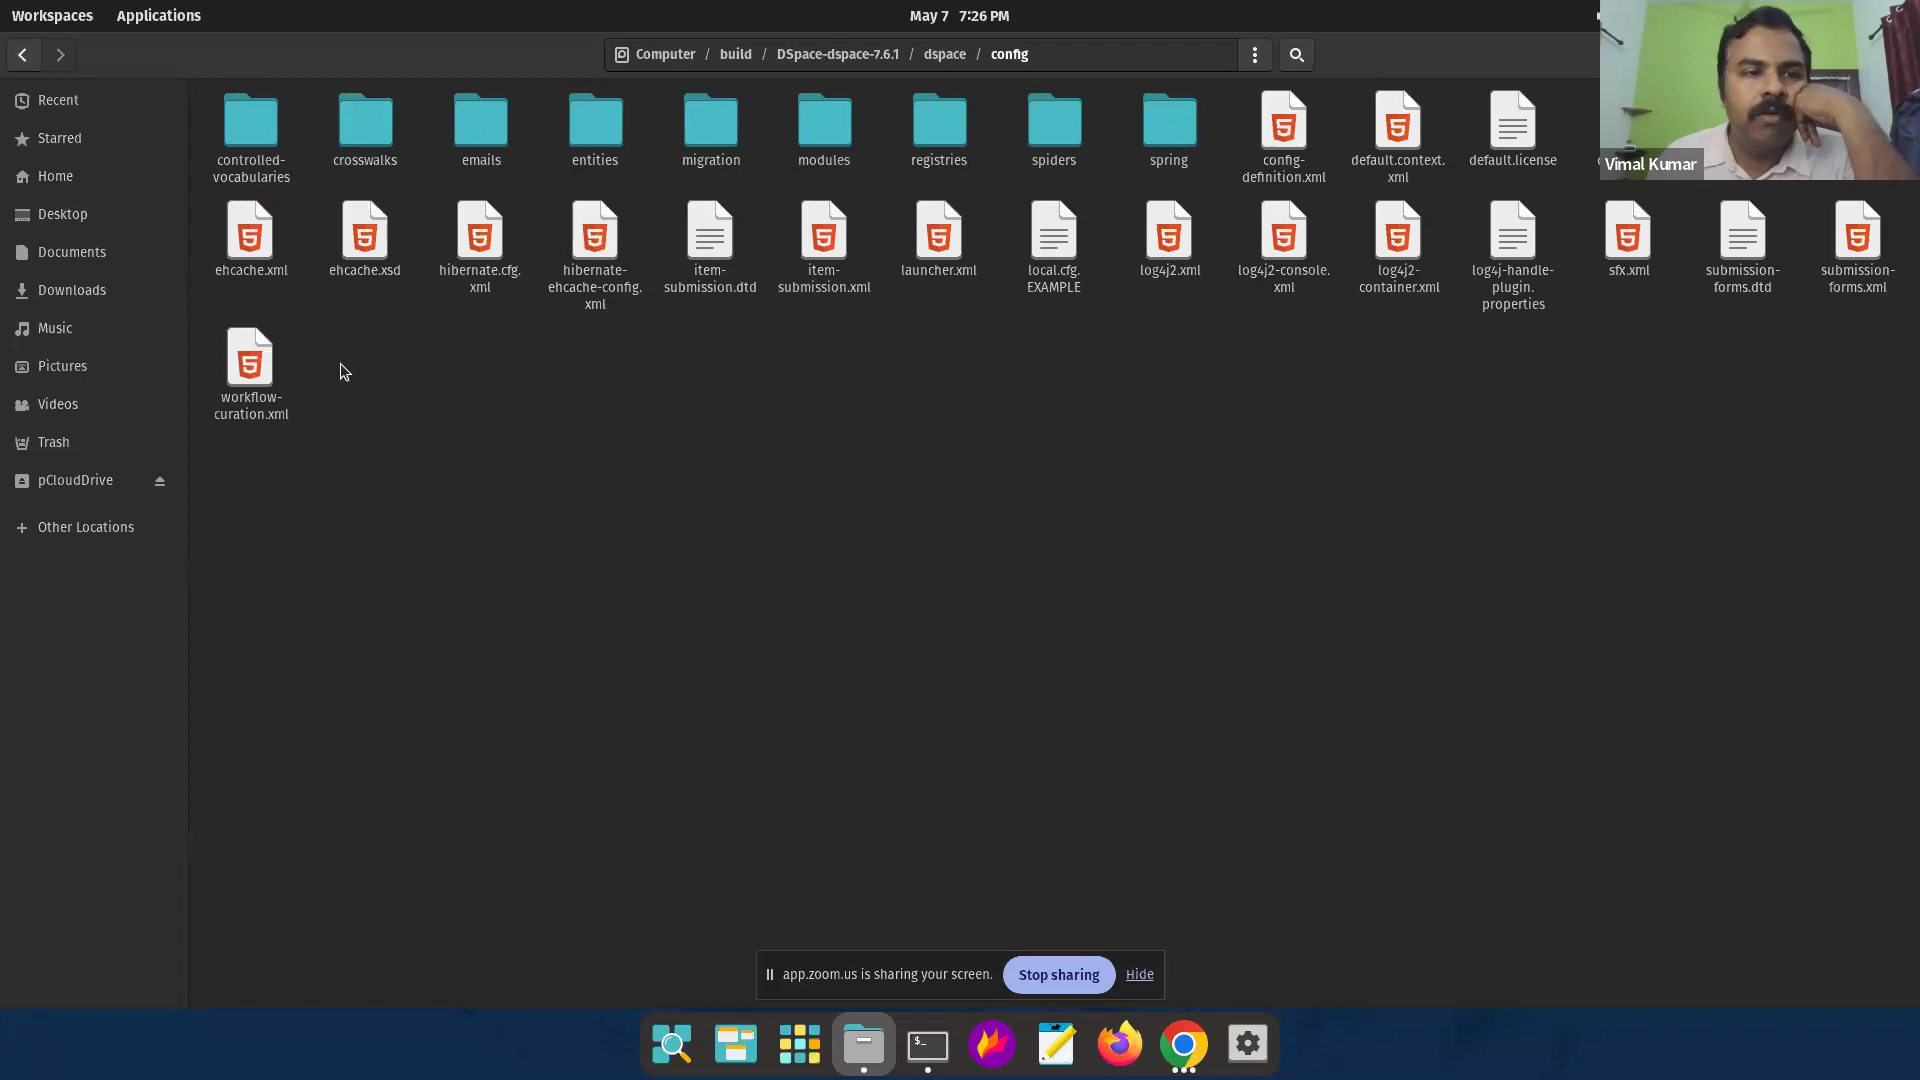 Workspaces Applications May 7 7:26 PM
Computer / build / DSpace-dspace-7.6.1 / dspace / config
Recent
Starred
Home
Desktop
Documents
Downloads
Music
Pictures
Videos
Trash
pCloudDrive
Other Locations
controlled-
vocabularies
crosswalks
emails
entities
migration
modules
registries
spiders
spring
config-
definition.xml
default.context.
xml
default.license
Vimal Kumar
ehcache.xml
ehcache.xsd
hibernate.cfg.
xml
hibernate-
ehcache-config.
xml
item-
submission.dtd
item-
submission.xml
launcher.xml
local.cfg.
EXAMPLE
log4j2.xml
log4j2-console.
xml
log4j2-
container.xml
log4j-handle-
plugin.
properties
sfx.xml
submission-
forms.dtd
submission-
forms.xml
workflow-
curation.xml
app.zoom.us is sharing your screen. Stop sharing Hide
$_